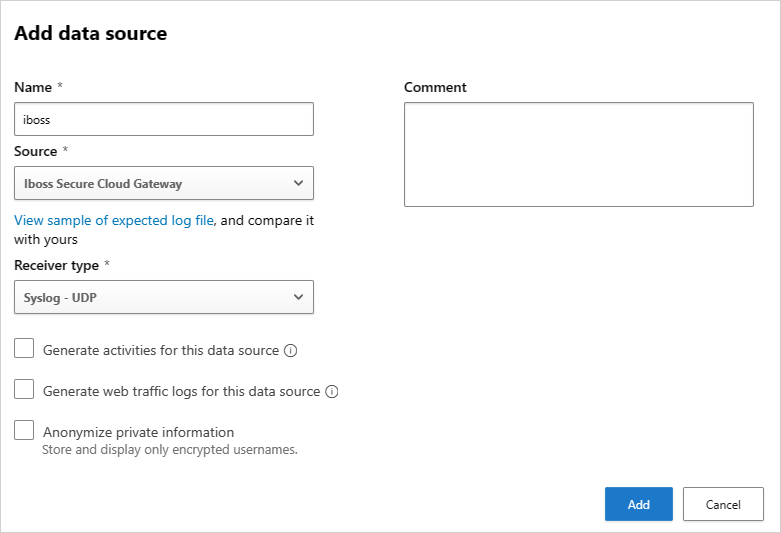 Add data source
Name *
iboss
Source *
Iboss Secure Cloud Gateway
View sample of expected log file, and compare it
with yours
Receiver type *
Syslog - UDP
Generate activities for this data source
Generate web traffic logs for this data source
Anonymize private information
Store and display only encrypted usernames.
Comment
Add
Cancel